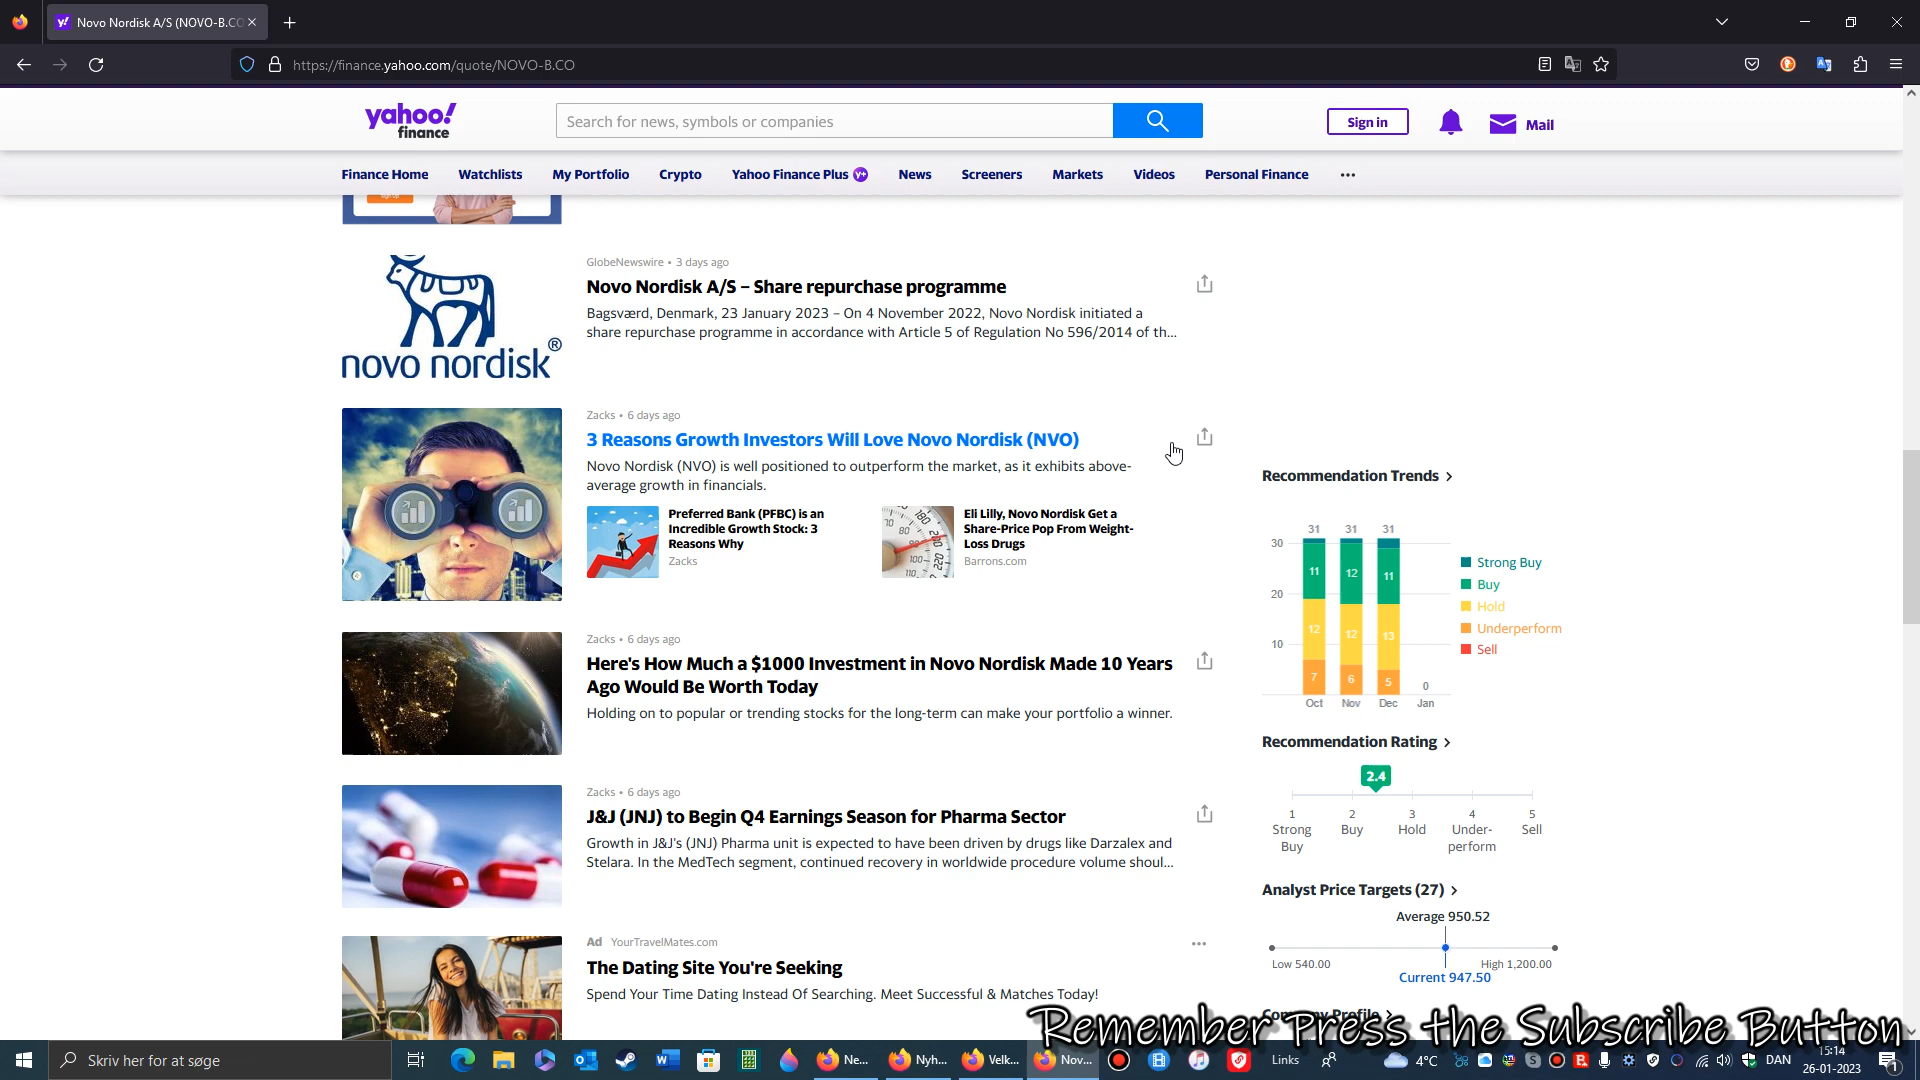 Novo Nordisk A/S (NOVO-B.CO
https://finance.yahoo.com/quote/NOVO-B.CO
yahoo!
finance
Search for news, symbols or companies
Sign in
Mail
Finance Home
Watchlists
My Portfolio
Crypto
Yahoo Finance Plus
News
Screeners
Markets
Videos
Personal Finance
GlobeNewswire • 3 days ago
Novo Nordisk A/S – Share repurchase programme
Bagsværd, Denmark, 23 January 2023 – On 4 November 2022, Novo Nordisk initiated a
share repurchase programme in accordance with Article 5 of Regulation No 596/2014 of th...
novo nordisk®
Zacks • 6 days ago
3 Reasons Growth Investors Will Love Novo Nordisk (NVO)
Novo Nordisk (NVO) is well positioned to outperform the market, as it exhibits above-
average growth in financials.
Preferred Bank (PFBC) is an
Incredible Growth Stock: 3
Reasons Why
Zacks
Eli Lilly, Novo Nordisk Get a
Share-Price Pop From Weight-
Loss Drugs
Barrons.com
Zacks • 6 days ago
Here's How Much a $1000 Investment in Novo Nordisk Made 10 Years
Ago Would Be Worth Today
Holding on to popular or trending stocks for the long-term can make your portfolio a winner.
Zacks • 6 days ago
J&J (JNJ) to Begin Q4 Earnings Season for Pharma Sector
Growth in J&J's (JNJ) Pharma unit is expected to have been driven by drugs like Darzalex and
Stelara. In the MedTech segment, continued recovery in worldwide procedure volume shoul...
Ad YourTravelMates.com
The Dating Site You're Seeking
Spend Your Time Dating Instead Of Searching. Meet Successful & Matches Today!
Recommendation Trends
31 31 31
30
20
10
11 12 11
12 12 13
7 6 5 0
Oct Nov Dec Jan
Strong Buy
Buy
Hold
Underperform
Sell
Recommendation Rating
2.4
1 2 3 4 5
Strong
Buy
Buy
Hold
Under-
perform
Sell
Analyst Price Targets (27)
Average 950.52
Low 540.00
High 1,200.00
Current 947.50
Company Profile
Remember Press the Subscribe Button
Skriv her for at søge
Ne...
Nyh...
Velk...
Nov...
Links
4°C
DAN
15:14
26-01-2023
1